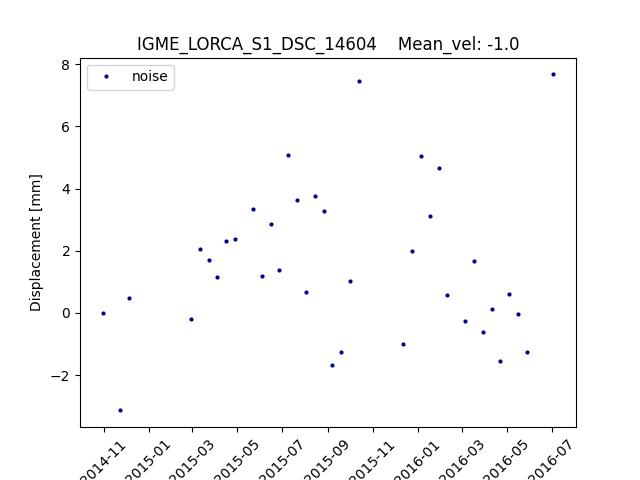 IGME_LORCA_S1_DSC_14604    Mean_vel: -1.0
noise
Displacement [mm]
8
6
4
2
0
−2
2014-11 2015-01 2015-03 2015-05 2015-07 2015-09 2015-11 2016-01 2016-03 2016-05 2016-07